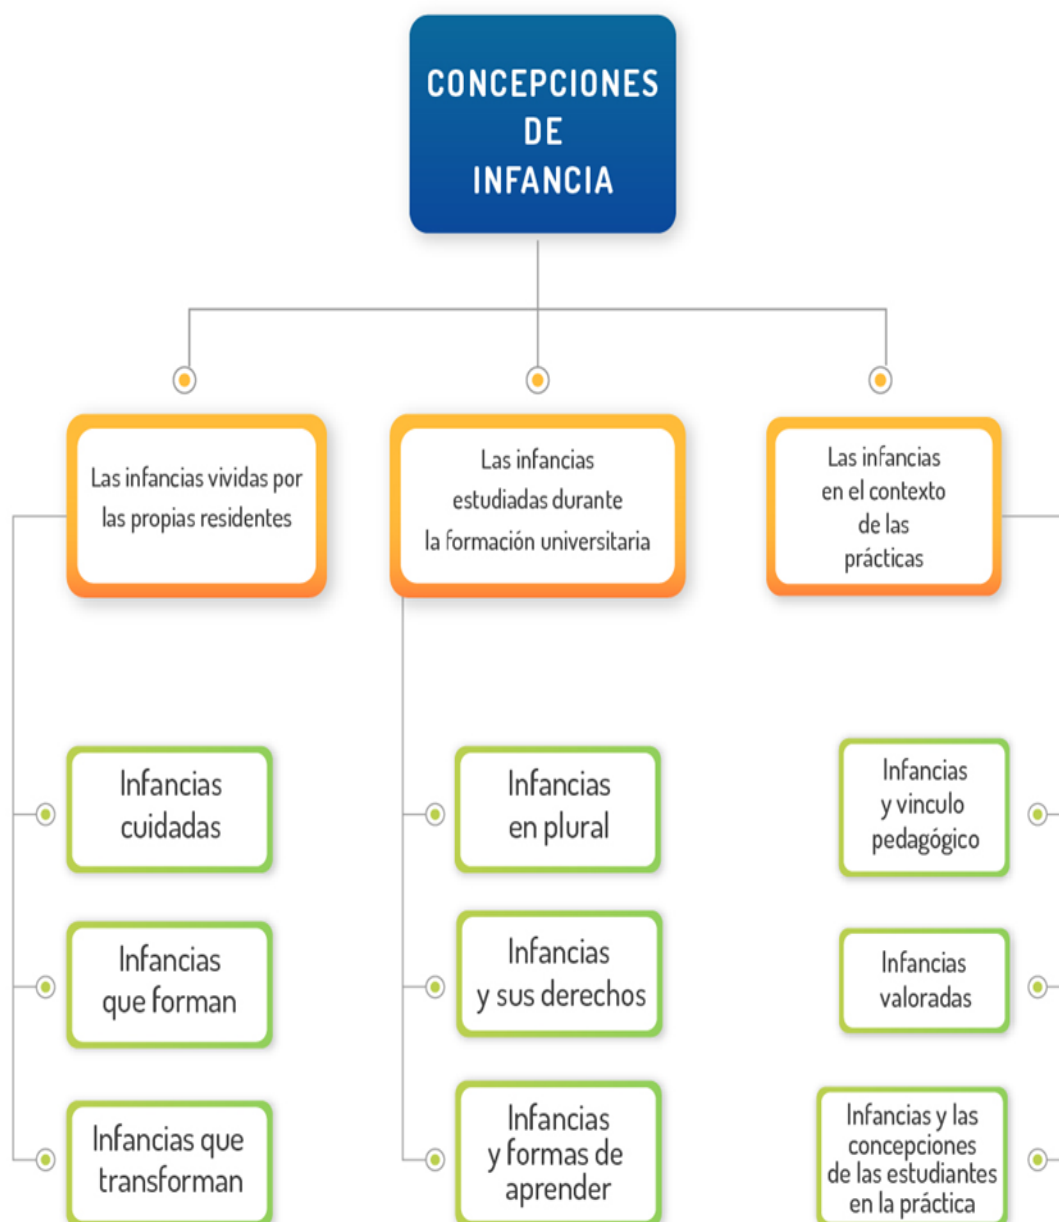 CONCEPCIONES
DE
INFANCIA
Las infancias vividas por
las propias residentes
Las infancias
estudiadas durante
la formación universitaria
Las infancias
en el contexto
de las
prácticas
Infancias
cuidadas
Infancias
que forman
Infancias que
transforman
Infancias
en plural
Infancias
y sus derechos
Infancias
y formas de
aprender
Infancias
y vinculo
pedagógico
Infancias
valoradas
Infancias y las
concepciones
de las estudiantes
en la práctica